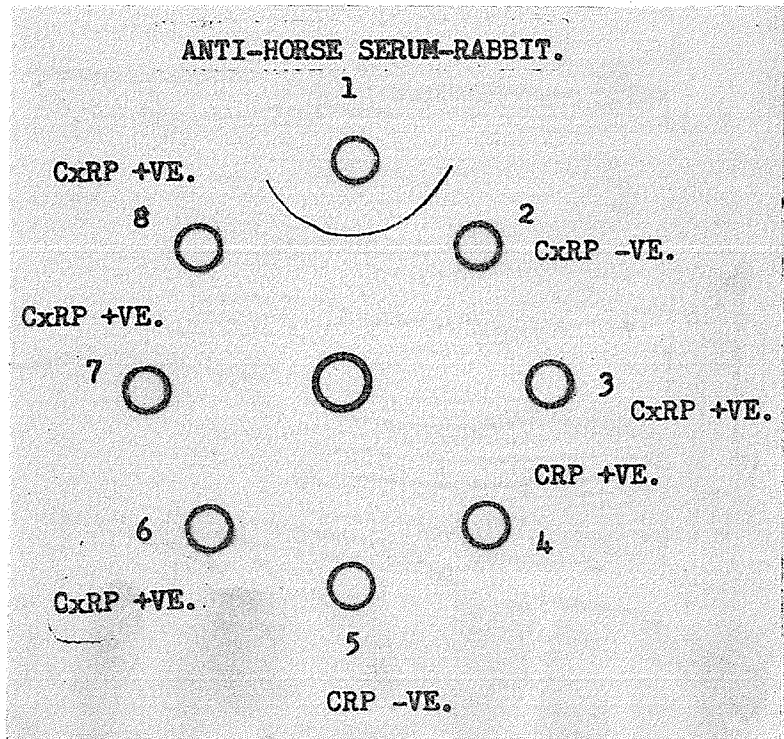 ANTI-HORSE SERUM-RABBIT.
1
CxRP +VE.
8
2
CxRP -VE.
CxRP +VE.
7
3
CxRP +VE.
CRP +VE.
6
4
CxRP +VE.
5
CRP -VE.